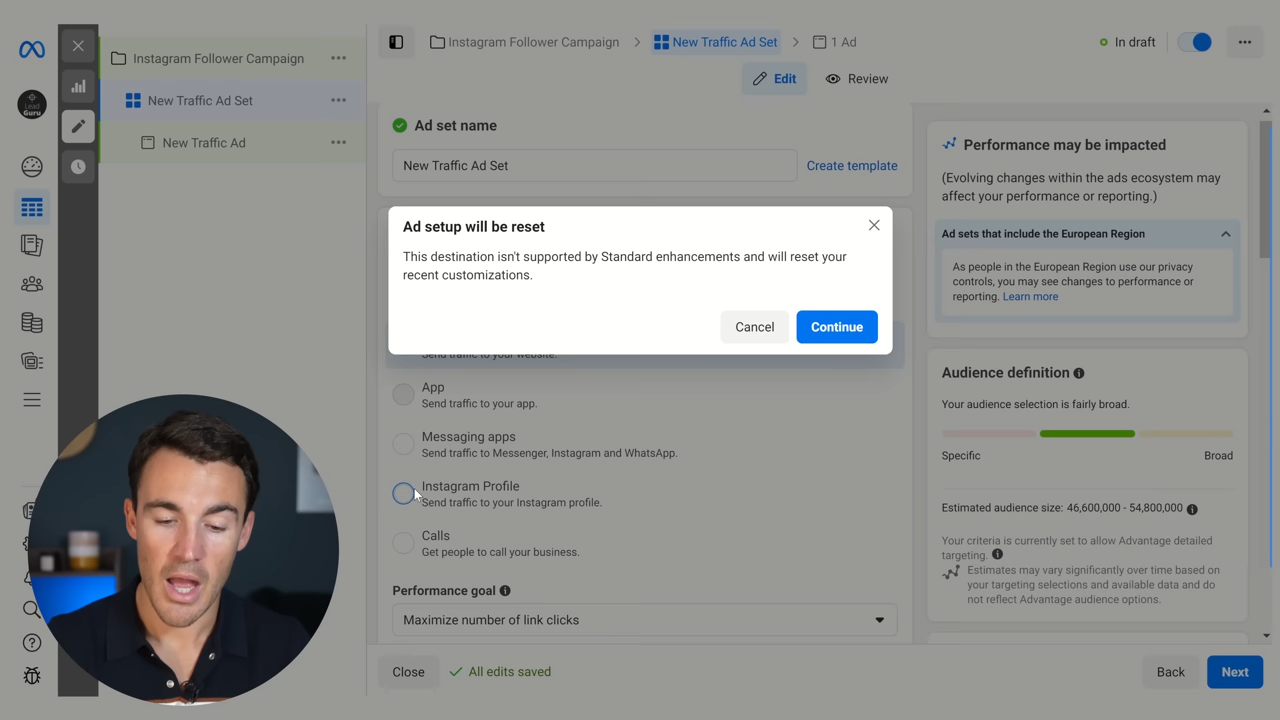 Instagram Follower Campaign
New Traffic Ad Set
New Traffic Ad
Lead
Guru
Instagram Follower Campaign
New Traffic Ad Set
1 Ad
In draft
Edit
Review
Ad set name
New Traffic Ad Set
Create template
Ad setup will be reset
This destination isn't supported by Standard enhancements and will reset your
recent customizations.
Cancel
Continue
Send traffic to your website.
App
Send traffic to your app.
Messaging apps
Send traffic to Messenger, Instagram and WhatsApp.
Instagram Profile
Send traffic to your Instagram profile.
Calls
Get people to call your business.
Performance goal
Maximize number of link clicks
Performance may be impacted
(Evolving changes within the ads ecosystem may
affect your performance or reporting.)
Ad sets that include the European Region
As people in the European Region use our privacy
controls, you may see changes to performance or
reporting. Learn more
Audience definition
Your audience selection is fairly broad.
Specific
Broad
Estimated audience size: 46,600,000 - 54,800,000
Your criteria is currently set to allow Advantage detailed
targeting.
Estimates may vary significantly over time based on
your targeting selections and available data and do
not reflect Advantage audience options.
Close
All edits saved
Back
Next